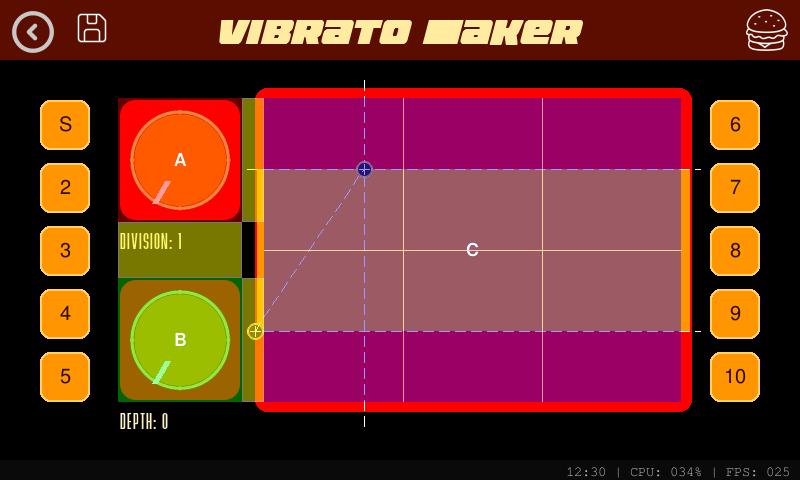 VIBRATO MAKER
S
2
3
4
5
A
DIVISION: 1
B
DEPTH: 0
C
6
7
8
9
10
12:30 | CPU: 034% | FPS: 025